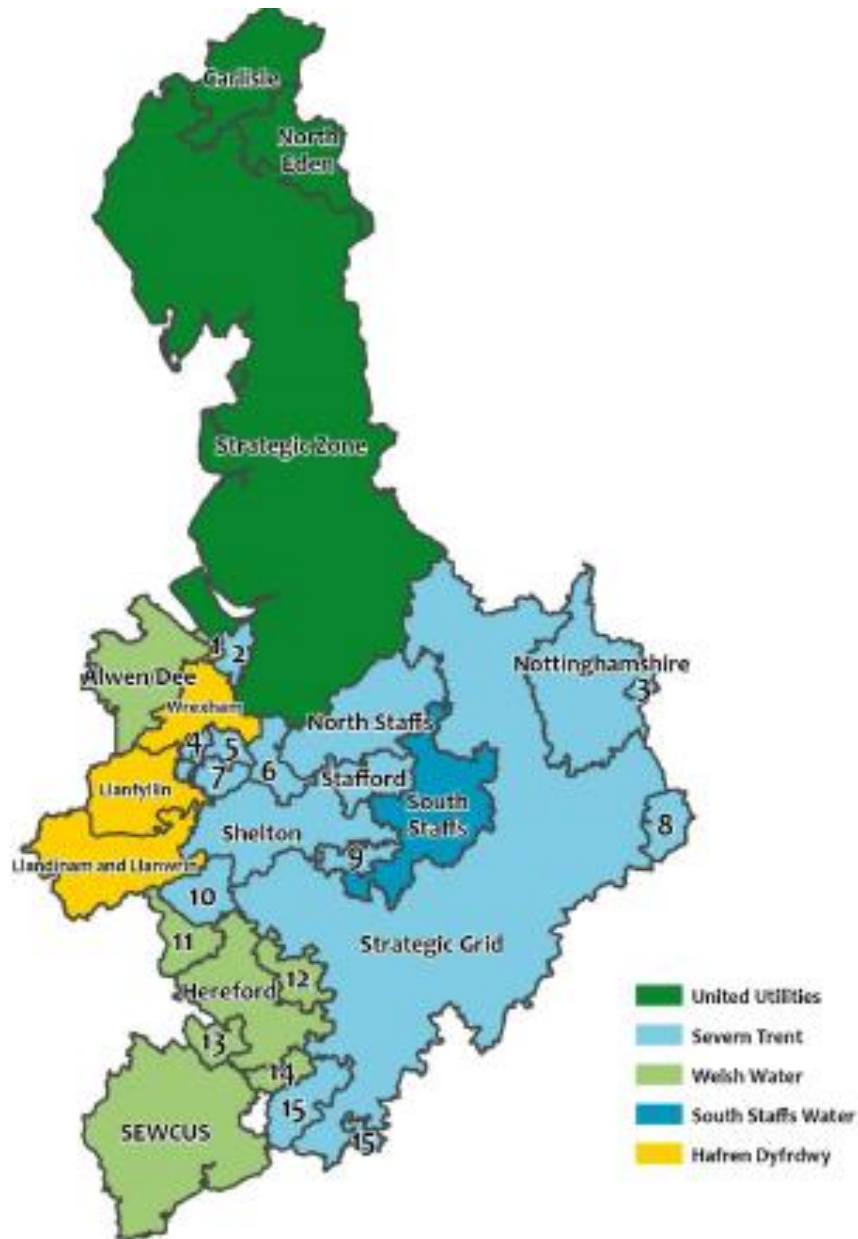 Carlisle
North
Eden
Strategic Zone
Nottinghamshire
1
2
3
Alwen Dee
Wrexham
North Staffs
4
5
6
7
Stafford
Llanfyllin
South
Staffs
8
Shelton
9
Llandinam and Llanwrin
10
11
Strategic Grid
12
Hereford
13
14
15
15
SEWCUS
United Utilities
Severn Trent
Welsh Water
South Staffs Water
Hafren Dyfrdwy